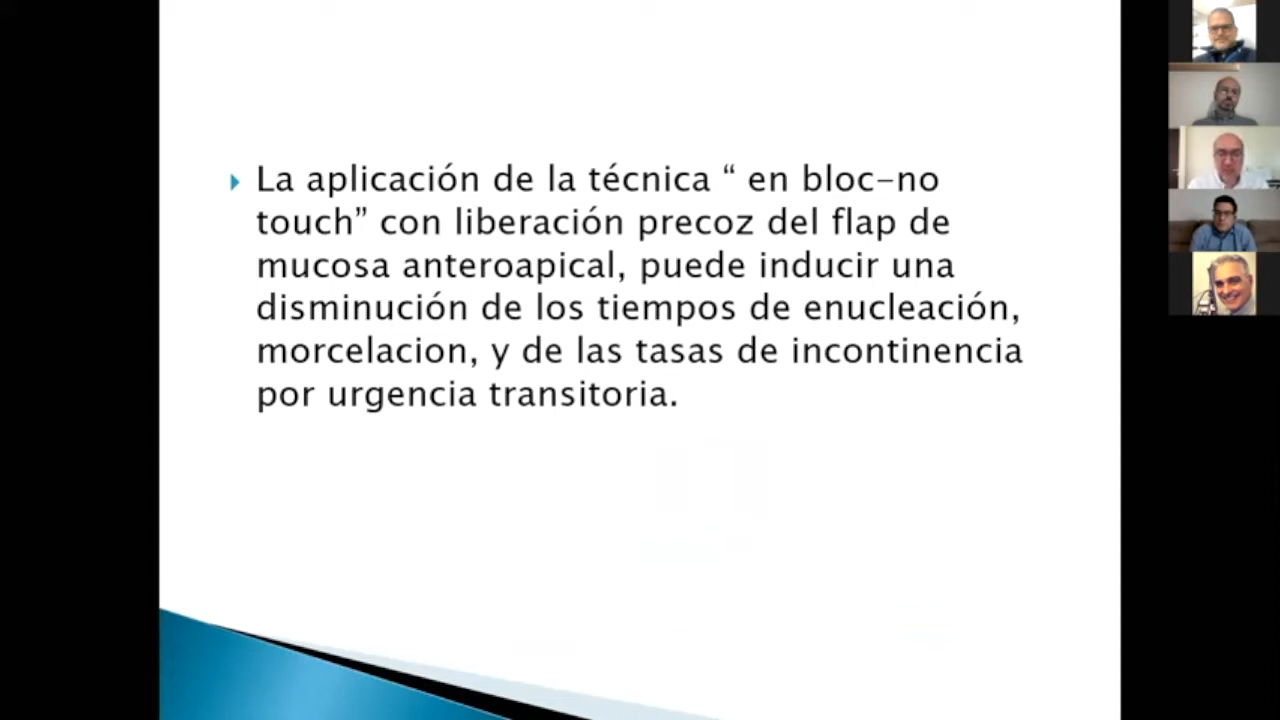 La aplicación de la técnica “ en bloc-no
touch” con liberación precoz del flap de
mucosa anteroapical, puede inducir una
disminución de los tiempos de enucleación,
morcelacion, y de las tasas de incontinencia
por urgencia transitoria.